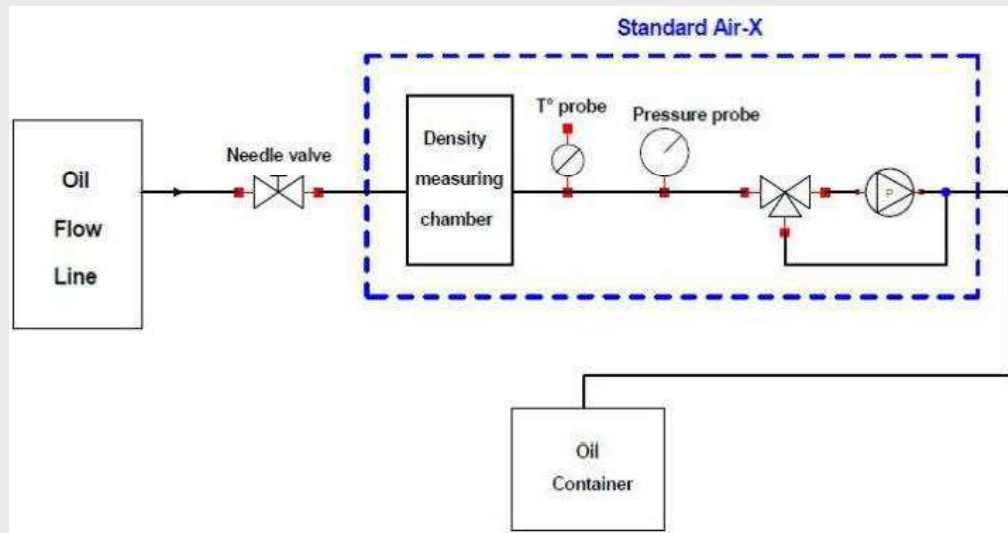 Standard Air-X
T° probe
Pressure probe
Needle valve
Density
measuring
chamber
Oil
Flow
Line
P
Oil
Container